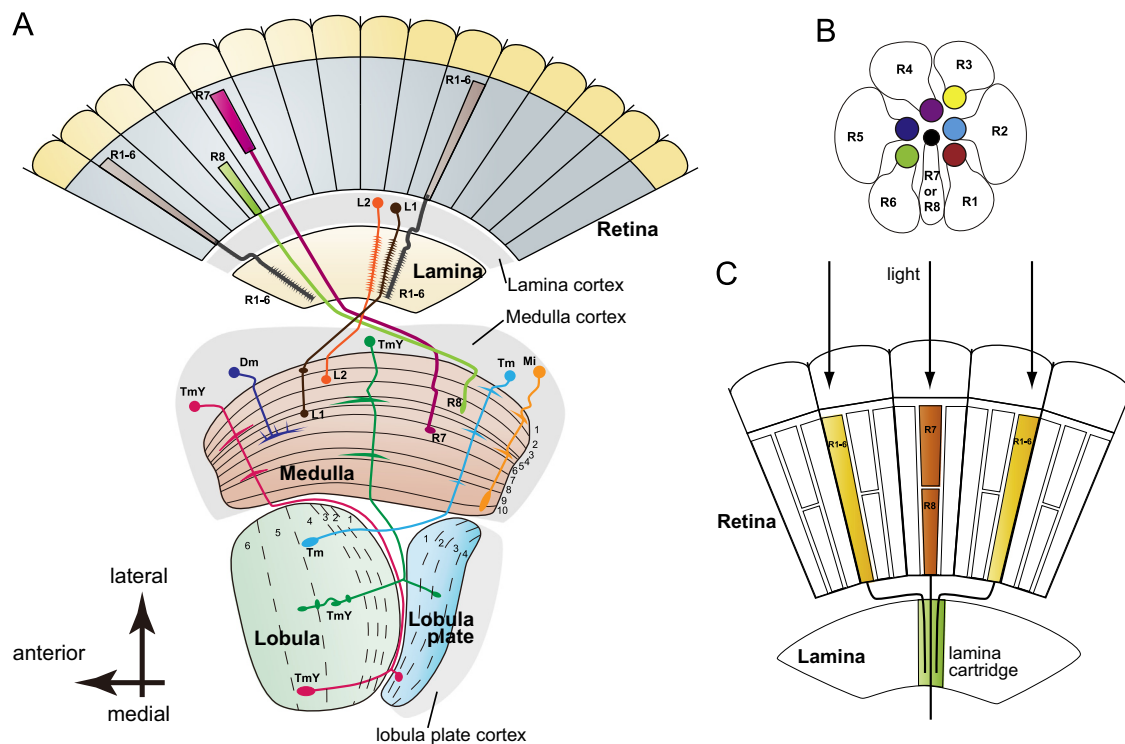 A
R7
R1-6
R8
R1-6
L2
L1
Retina
Lamina
R1-6
R1-6
Lamina cortex
Medulla cortex
TmY
Dm
Tm
Mi
TmY
L2
L1
R8
R7
Medulla
1
2
3
4
5
6
7
8
9
10
6
5
4
3
2
1
Tm
1
2
3
4
TmY
Lobula
Lobula
plate
TmY
lobula plate cortex
lateral
anterior
medial
B
R4
R3
R5
R2
R6
R7
or
R8
R1
C
light
R1-6
R7
R1-6
R8
Retina
Lamina
lamina
cartridge